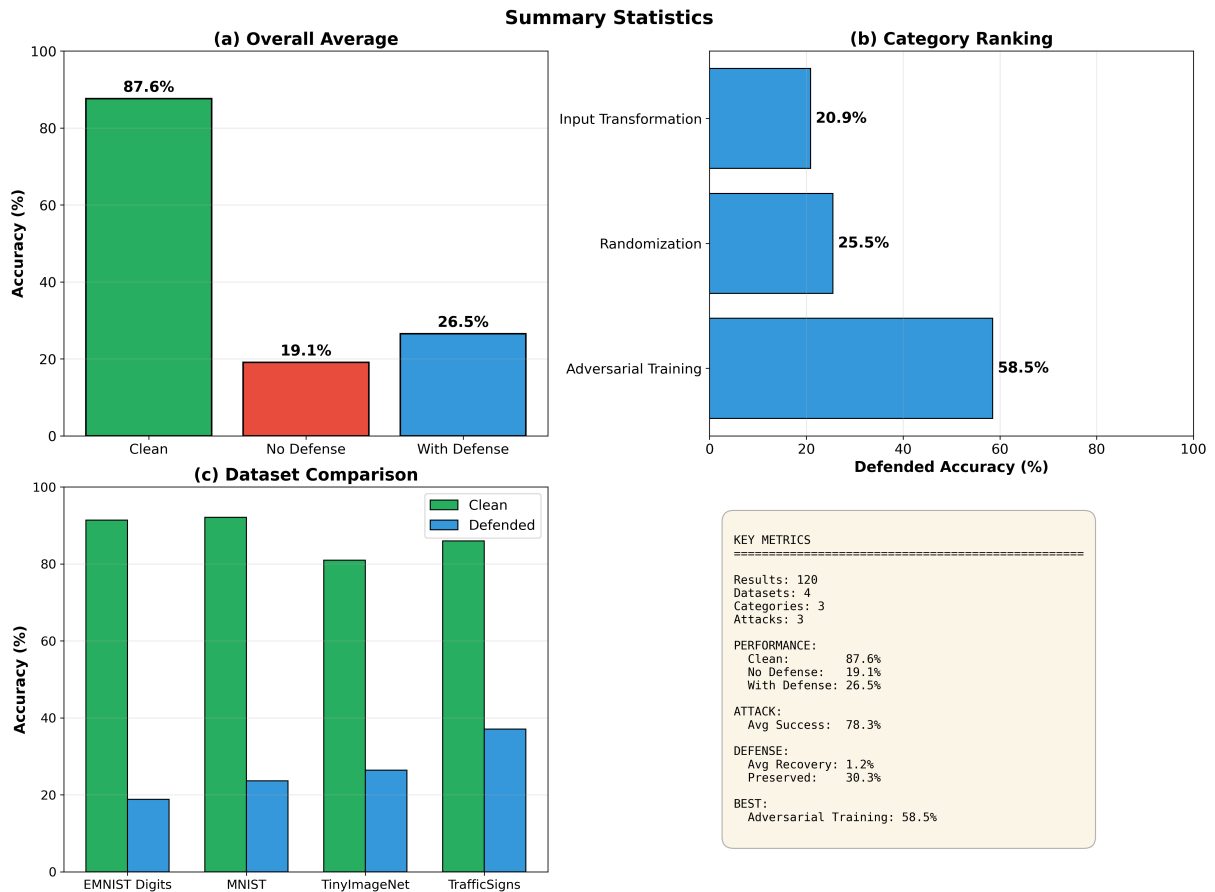 Summary Statistics
(a) Overall Average
100
80
60
40
20
0
Accuracy (%)
87.6%
19.1%
26.5%
Clean
No Defense
With Defense
(b) Category Ranking
Input Transformation
20.9%
Randomization
25.5%
Adversarial Training
58.5%
0 20 40 60 80 100
Defended Accuracy (%)
(c) Dataset Comparison
100
80
60
40
20
0
Accuracy (%)
Clean
Defended
EMNIST Digits
MNIST
TinyImageNet
TrafficSigns
KEY METRICS
==================================================
Results: 120
Datasets: 4
Categories: 3
Attacks: 3
PERFORMANCE:
Clean: 87.6%
No Defense: 19.1%
With Defense: 26.5%
ATTACK:
Avg Success: 78.3%
DEFENSE:
Avg Recovery: 1.2%
Preserved: 30.3%
BEST:
Adversarial Training: 58.5%